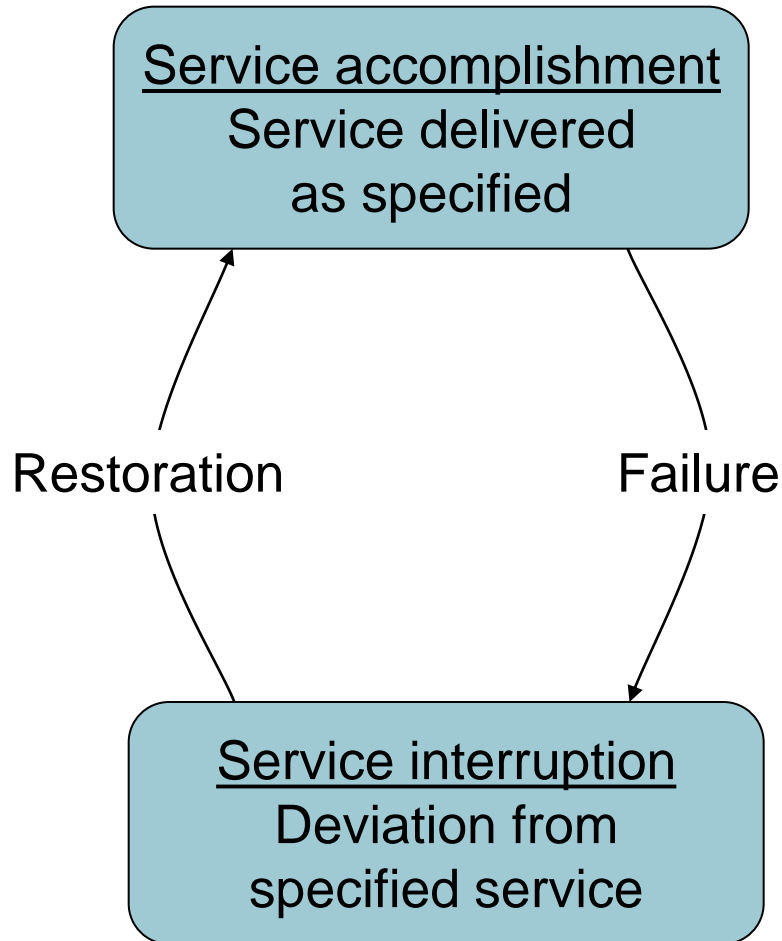 Service accomplishment
Service delivered
as specified
Restoration
Failure
Service interruption
Deviation from
specified service